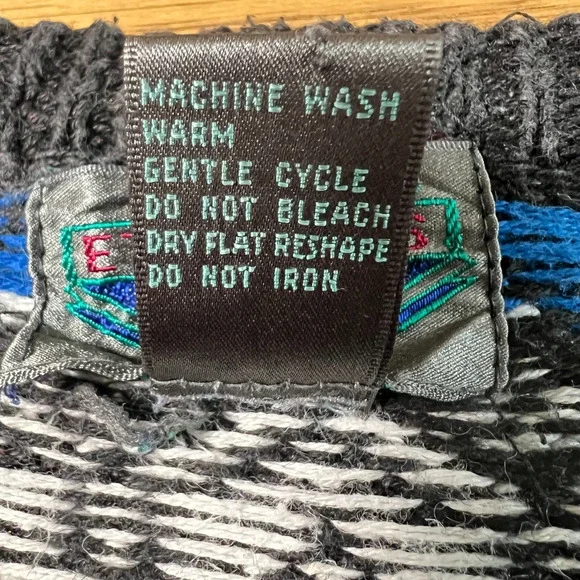 MACHINE WASH
WARM
GENTLE CYCLE
DO NOT BLEACH
DRY FLAT RESHAPE
DO NOT IRON